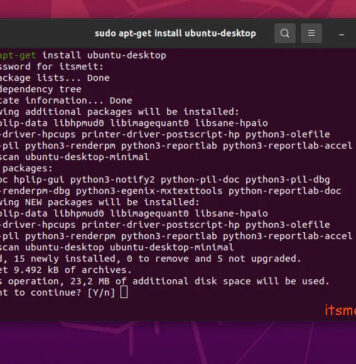 sudo apt-get install ubuntu-desktop
apt-get install ubuntu-desktop
ssword for itsmeit:
ackage lists... Done
dependency tree
tate information... Done
wing additional packages will be installed:
plip-data libhpmud0 libimagequant0 libsane-hpaio
-driver-hpcups printer-driver-postscript-hp python3-olefile
-pil python3-renderpm python3-reportlab python3-reportlab-accel
scan ubuntu-desktop-minimal
packages:
oc hplip-gui python3-notify2 python-pil-doc python3-pil-dbg
-renderpm-dbg python3-egenix-mxtexttools python-reportlab-doc
wing NEW packages will be installed:
plip-data libhpmud0 libimagequant0 libsane-hpaio
-driver-hpcups printer-driver-postscript-hp python3-olefile
-pil python3-renderpm python3-reportlab python3-reportlab-accel
scan ubuntu-desktop ubuntu-desktop-minimal
d, 15 newly installed, 0 to remove and 5 not upgraded.
et 9.492 kB of archives.
s operation, 23,2 MB of additional disk space will be used.
nt to continue? [Y/n]
itsme